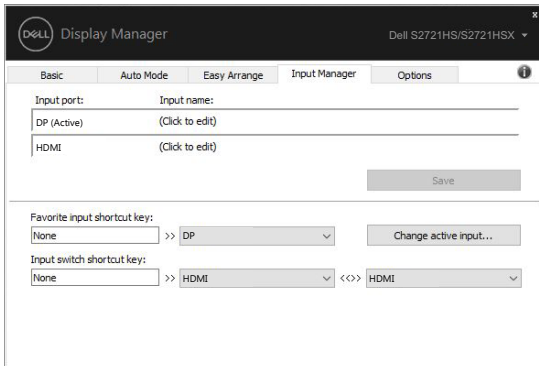 x
DELL Display Manager Dell S2721HS/S2721HSX
Basic Auto Mode Easy Arrange Input Manager Options i
Input port: Input name:
DP (Active) (Click to edit)
HDMI (Click to edit)
Save
Favorite input shortcut key:
None >> DP Change active input...
Input switch shortcut key:
None >> HDMI <<>> HDMI